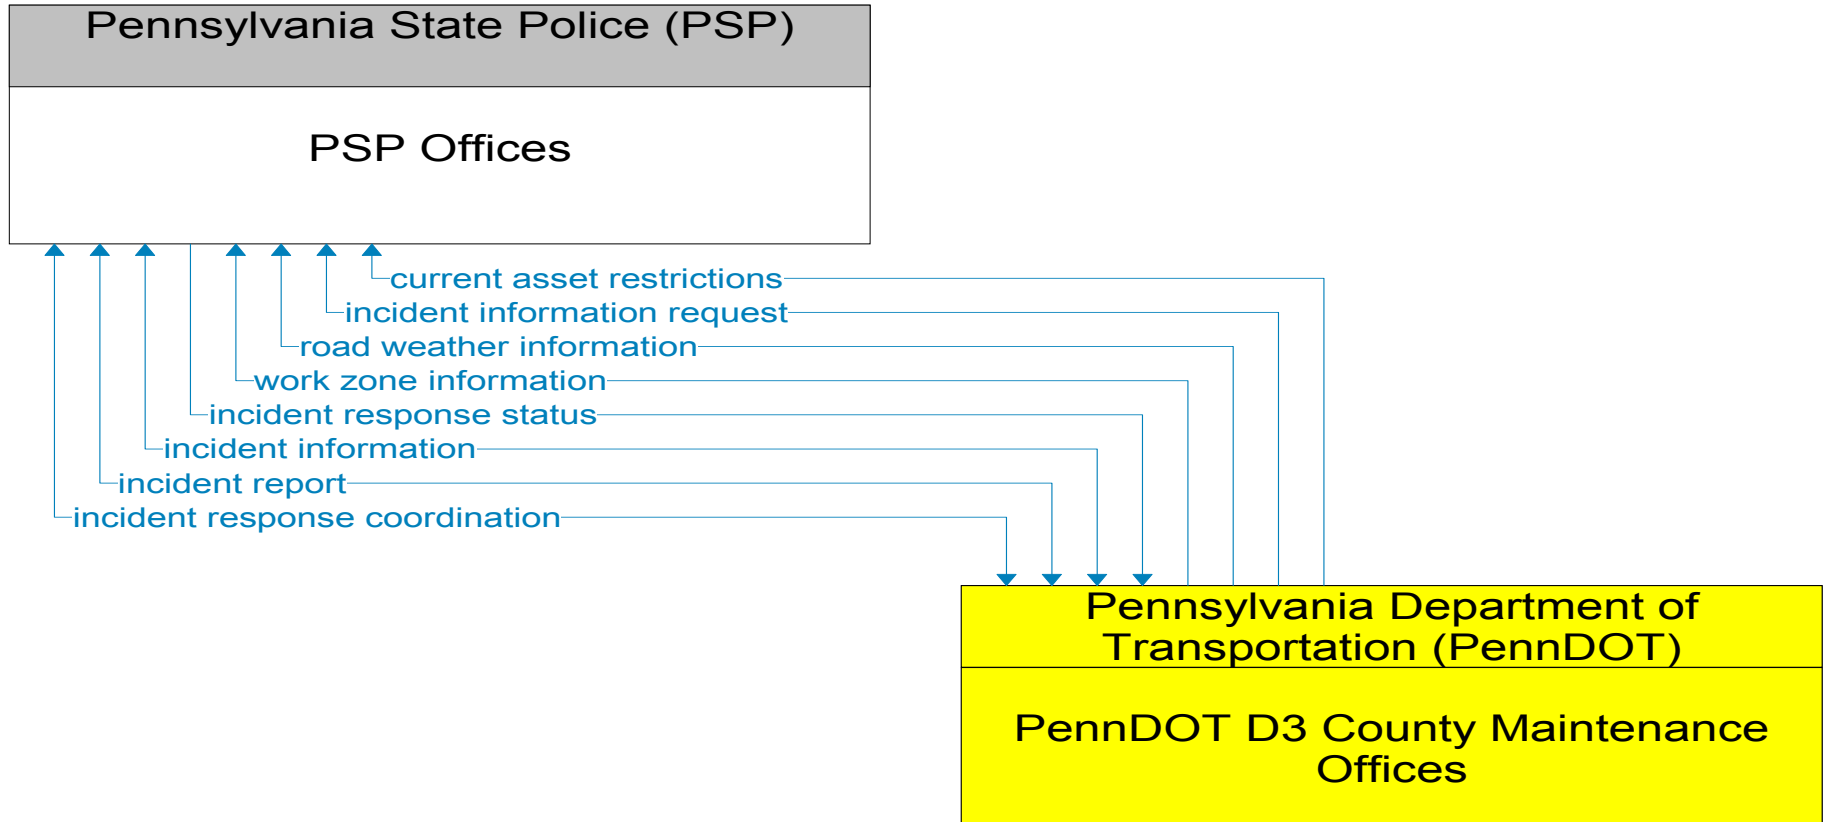 Pennsylvania State Police (PSP)
PSP Offices
current asset restrictions
incident information request
road weather information
work zone information
incident response status
incident information
incident report
incident response coordination
Pennsylvania Department of
Transportation (PennDOT)
PennDOT D3 County Maintenance
Offices